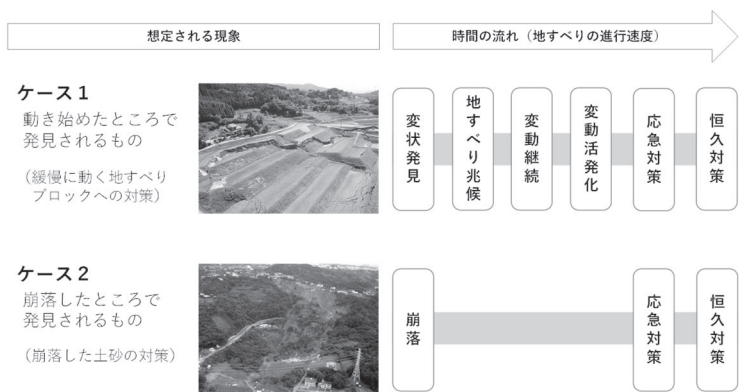 想定される現象
時間の流れ（地すべりの進行速度）
ケース1
動き始めたところで
発見されるもの
（緩慢に動く地すべり
ブロックへの対策）
変状発見
地すべり兆候
変動継続
変動活発化
応急対策
恒久対策
ケース2
崩落したところで
発見されるもの
（崩落した土砂の対策）
崩落
応急対策
恒久対策